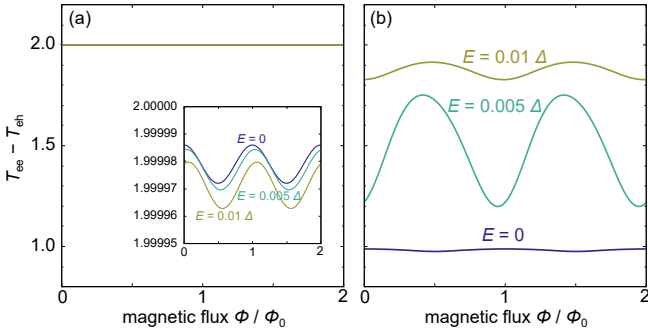 (a)
(b)
T_ee – T_eh
2.0
1.5
1.0
2.00000
1.99999
1.99998
1.99997
1.99996
1.99995
0
1
2
E = 0
E = 0.005 Δ
E = 0.01 Δ
0
1
2
magnetic flux Φ / Φ_0
E = 0.01 Δ
E = 0.005 Δ
E = 0
0
1
2
magnetic flux Φ / Φ_0